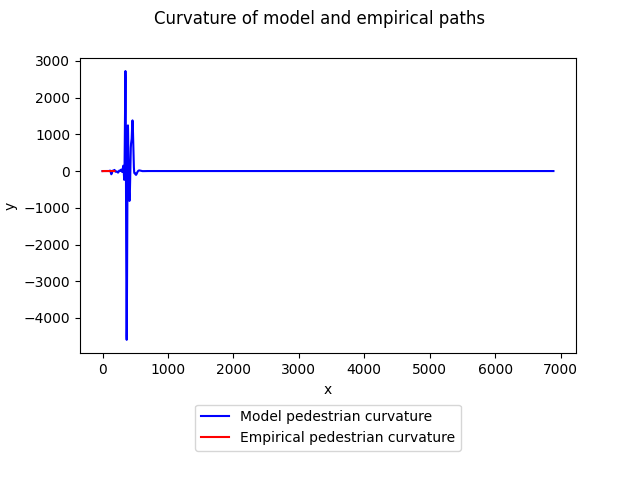 Curvature of model and empirical paths
3000
2000
1000
0
−1000
−2000
−3000
−4000
y
0 1000 2000 3000 4000 5000 6000 7000
x
Model pedestrian curvature
Empirical pedestrian curvature